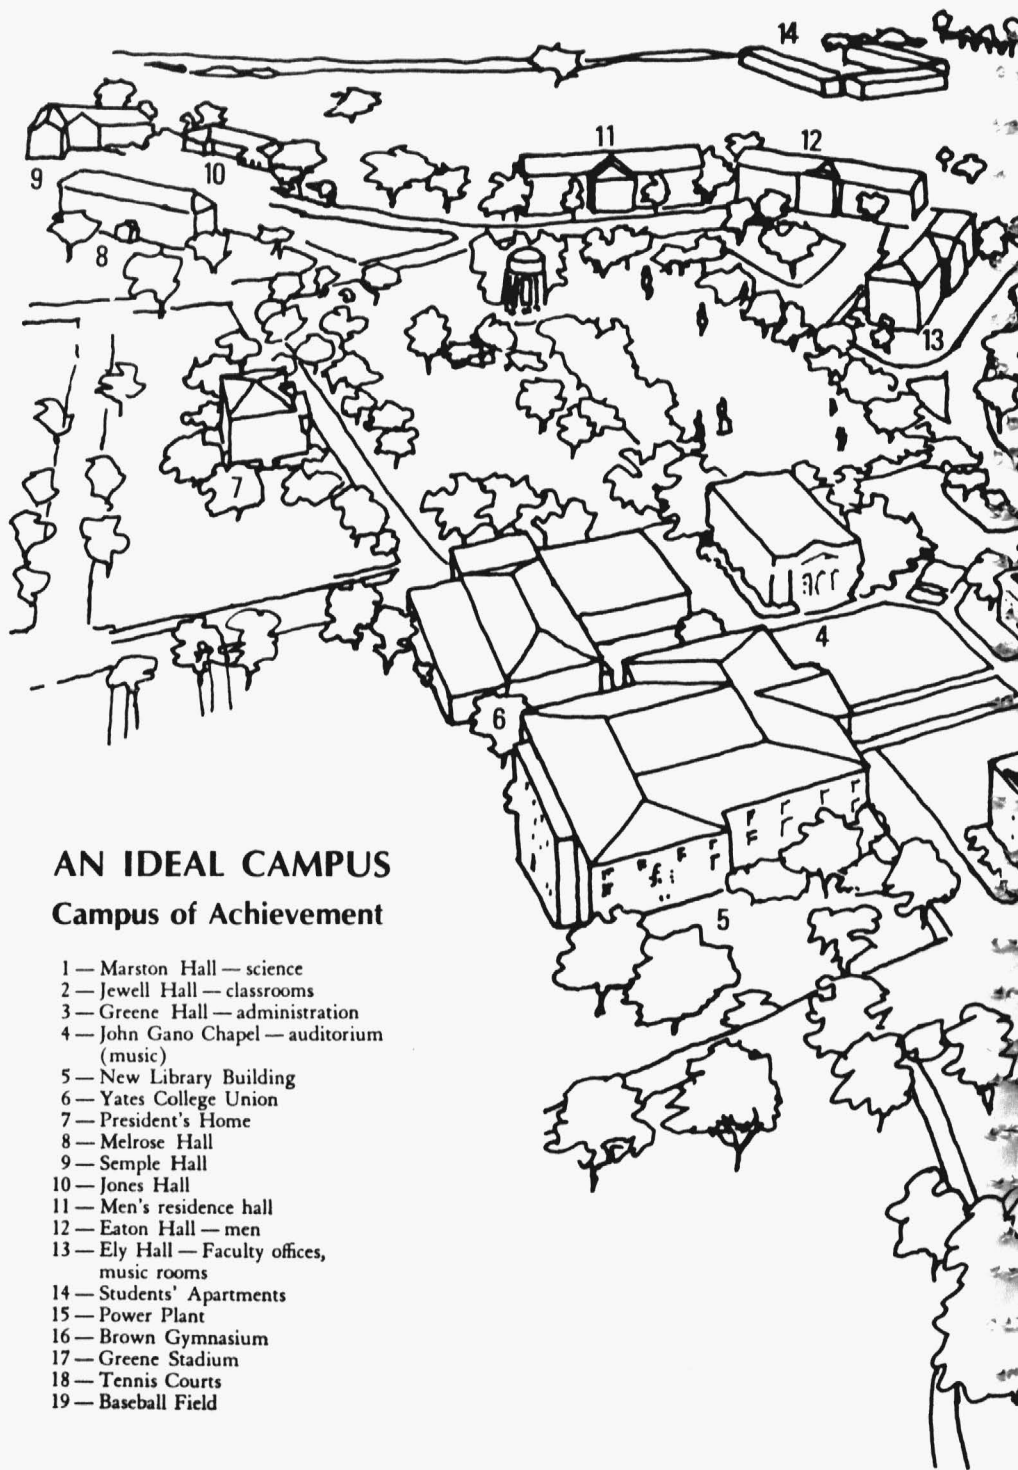 14
11
12
9
10
8
13
7
4
6
5
AN IDEAL CAMPUS
Campus of Achievement
1 — Marston Hall — science
2 — Jewell Hall — classrooms
3 — Greene Hall — administration
4 — John Gano Chapel — auditorium
(music)
5 — New Library Building
6 — Yates College Union
7 — President's Home
8 — Melrose Hall
9 — Semple Hall
10 — Jones Hall
11 — Men's residence hall
12 — Eaton Hall — men
13 — Ely Hall — Faculty offices,
music rooms
14 — Students' Apartments
15 — Power Plant
16 — Brown Gymnasium
17 — Greene Stadium
18 — Tennis Courts
19 — Baseball Field